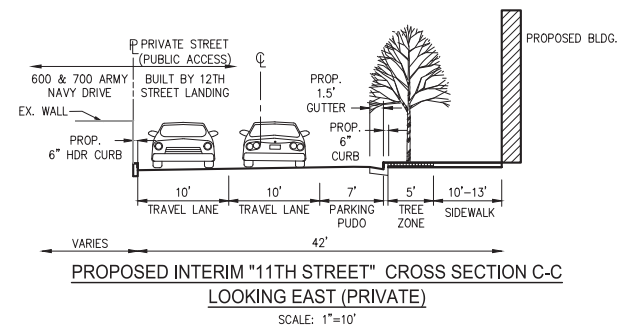 PL PRIVATE STREET
(PUBLIC ACCESS)
CL
PROPOSED BLDG.
600 & 700 ARMY
NAVY DRIVE
BUILT BY 12TH
STREET LANDING
PROP.
1.5'
GUTTER
EX. WALL
PROP.
6" HDR CURB
PROP.
6"
CURB
10'
TRAVEL LANE
10'
TRAVEL LANE
7'
PARKING
PUDO
5'
TREE
ZONE
10'-13'
SIDEWALK
VARIES
42'
PROPOSED INTERIM "11TH STREET" CROSS SECTION C-C
LOOKING EAST (PRIVATE)
SCALE: 1"=10'